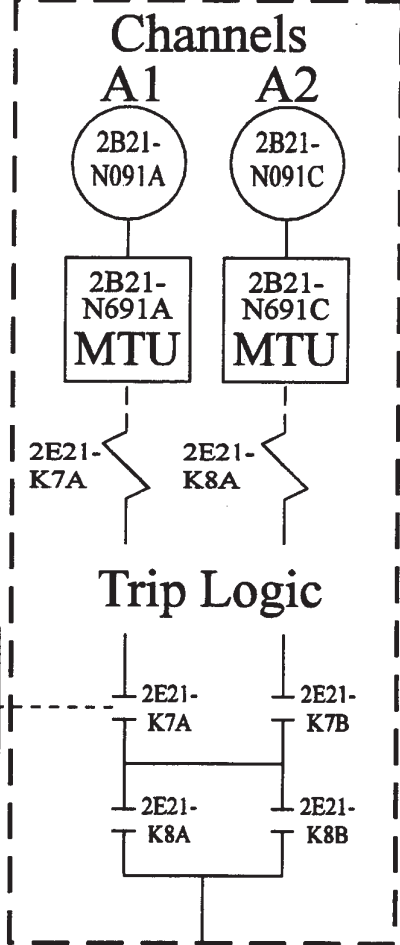 Channels
A1 A2
2B21-
N091A
2B21-
N091C
2B21-
N691A
MTU
2B21-
N691C
MTU
2E21-
K7A
2E21-
K8A
Trip Logic
2E21-
K7A
2E21-
K7B
2E21-
K8A
2E21-
K8B